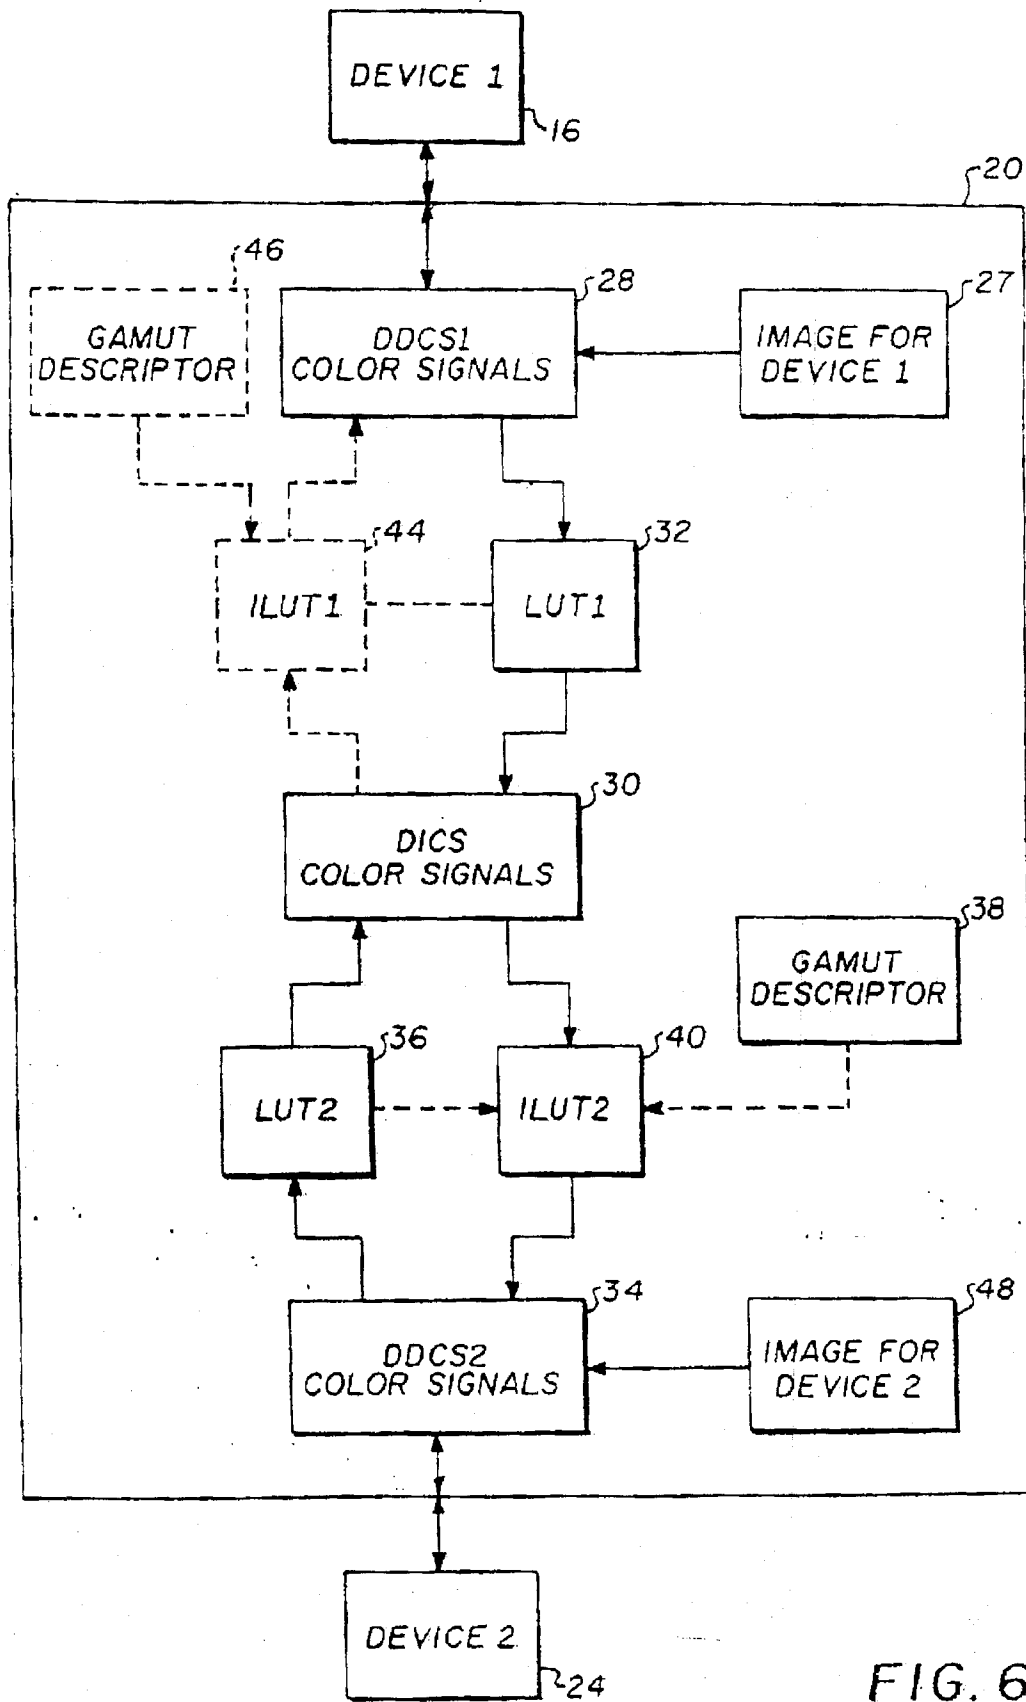 DEVICE 1
16
20
46
GAMUT
DESCRIPTOR
28
DDCS1
COLOR SIGNALS
27
IMAGE FOR
DEVICE 1
44
ILUT1
32
LUT1
30
DICS
COLOR SIGNALS
38
GAMUT
DESCRIPTOR
36
LUT2
40
ILUT2
34
DDCS2
COLOR SIGNALS
48
IMAGE FOR
DEVICE 2
DEVICE 2
24
FIG. 6